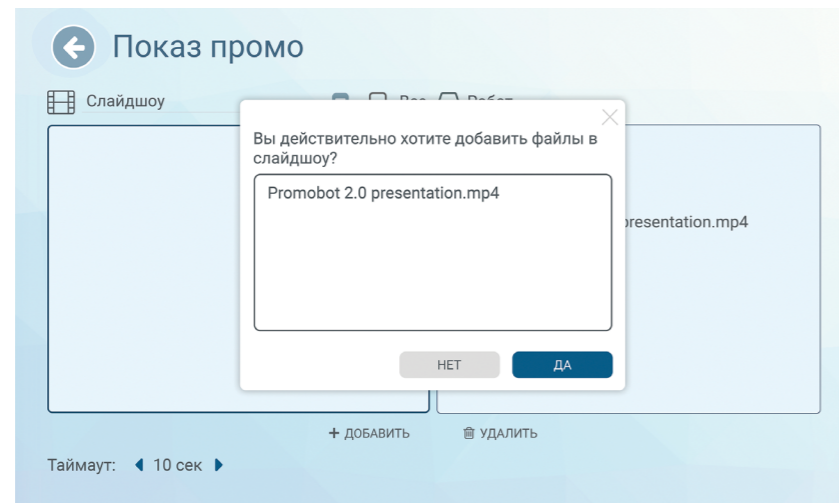 Показ промо
Слайдшоу
Вы действительно хотите добавить файлы в
слайдшоу?
Promobot 2.0 presentation.mp4
presentation.mp4
НЕТ
ДА
+ ДОБАВИТЬ
УДАЛИТЬ
Таймаут: 10 сек